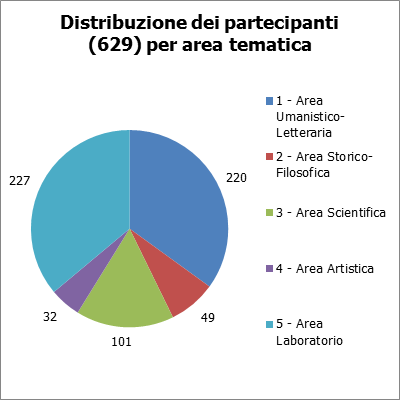 Distribuzione dei partecipanti
(629) per area tematica
1 - Area
Umanistico-
Letteraria
2 - Area Storico-
Filosofica
3 - Area Scientifica
4 - Area Artistica
5 - Area
Laboratorio
220
49
101
32
227